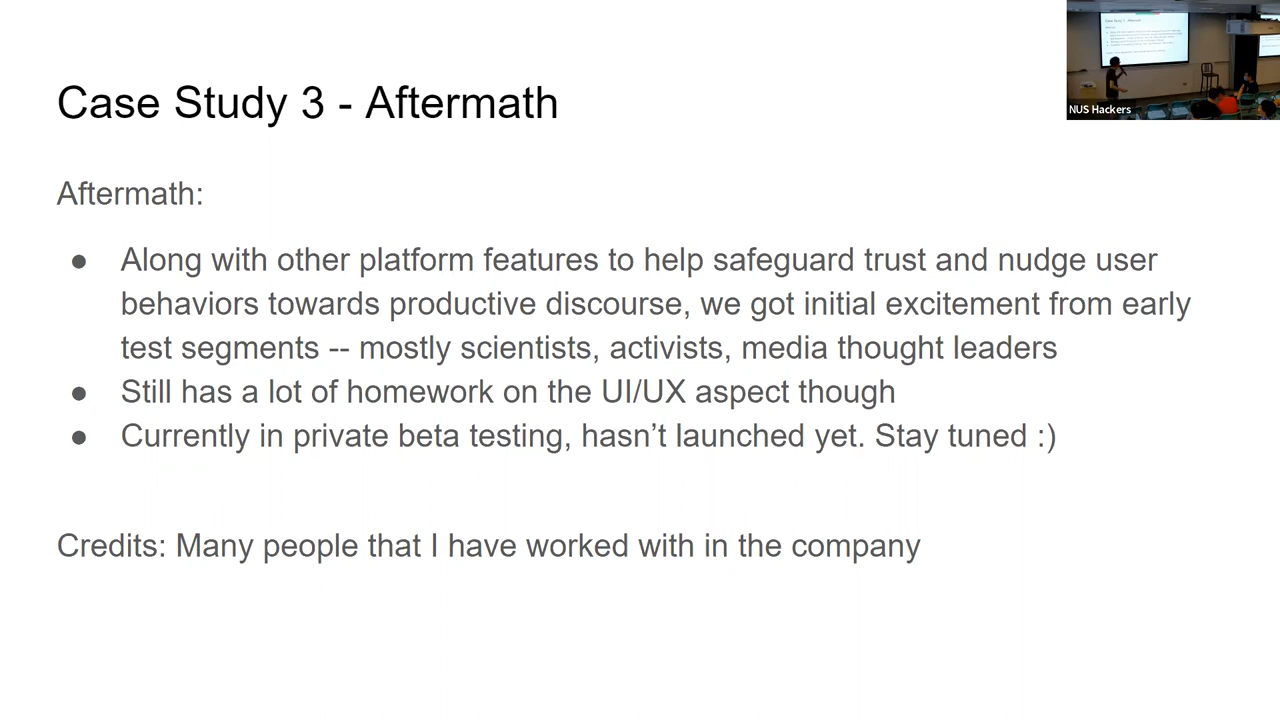 Case Study 3 - Aftermath
NUS Hackers
Aftermath:
● Along with other platform features to help safeguard trust and nudge user
behaviors towards productive discourse, we got initial excitement from early
test segments -- mostly scientists, activists, media thought leaders
● Still has a lot of homework on the UI/UX aspect though
● Currently in private beta testing, hasn’t launched yet. Stay tuned :)
Credits: Many people that I have worked with in the company